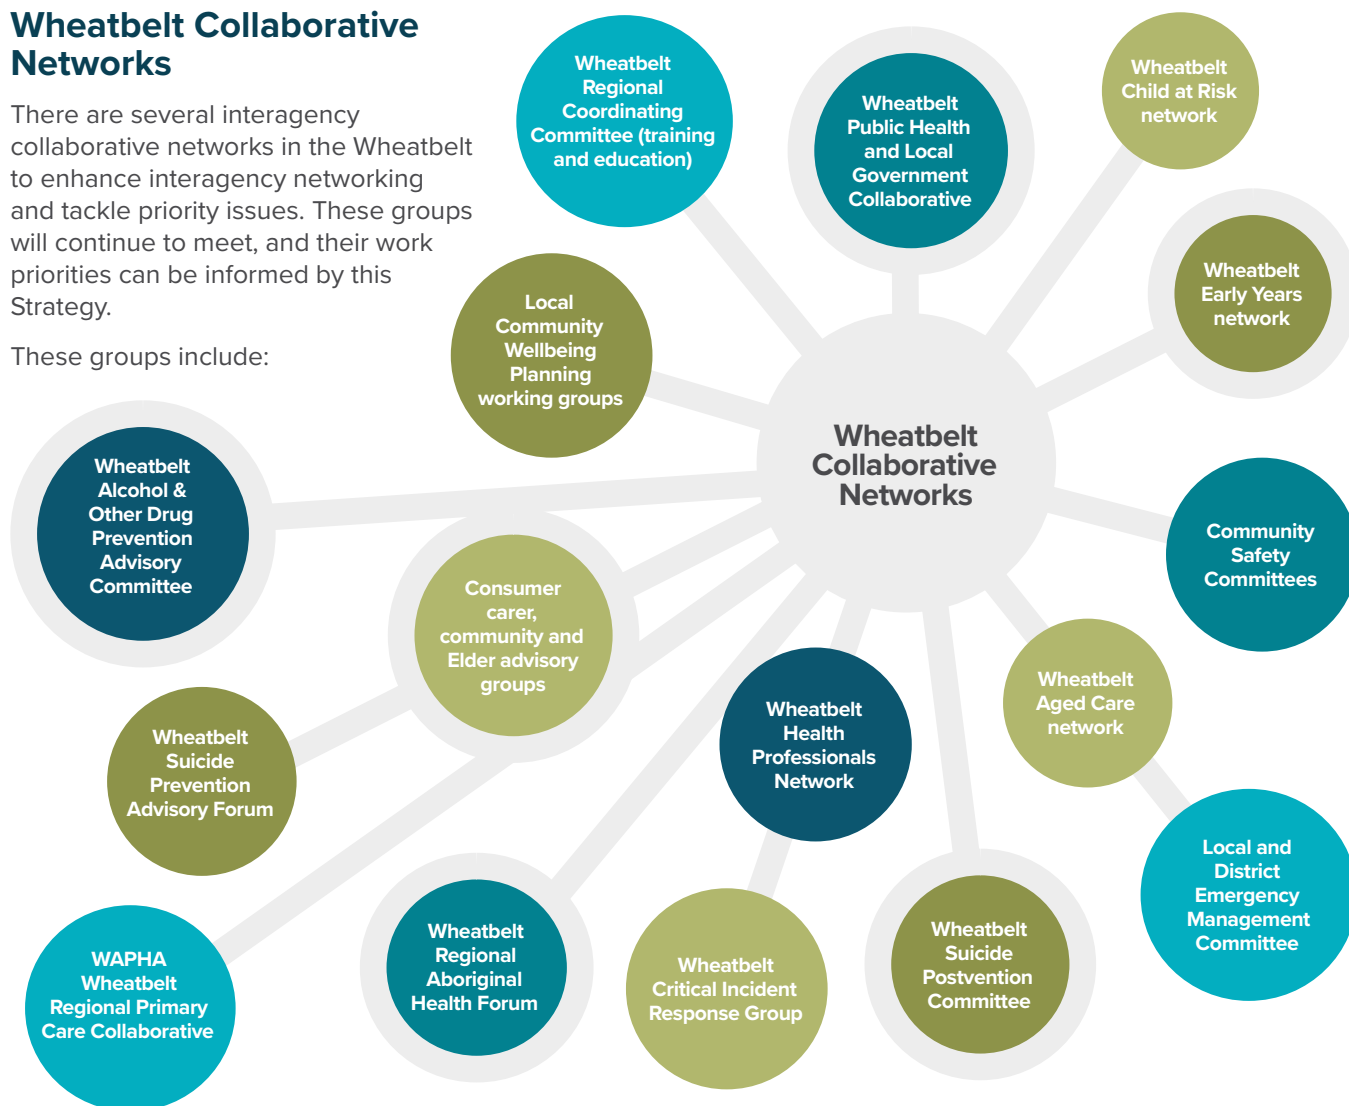 Wheatbelt Collaborative
Networks
There are several interagency
collaborative networks in the Wheatbelt
to enhance interagency networking
and tackle priority issues. These groups
will continue to meet, and their work
priorities can be informed by this
Strategy.
These groups include:
Wheatbelt
Regional
Coordinating
Committee (training
and education)
Wheatbelt
Public Health
and Local
Government
Collaborative
Wheatbelt
Child at Risk
network
Wheatbelt
Early Years
network
Local
Community
Wellbeing
Planning
working groups
Wheatbelt
Collaborative
Networks
Wheatbelt
Alcohol &
Other Drug
Prevention
Advisory
Committee
Consumer
carer,
community and
Elder advisory
groups
Community
Safety
Committees
Wheatbelt
Aged Care
network
Wheatbelt
Health
Professionals
Network
Wheatbelt
Suicide
Prevention
Advisory Forum
Local and
District
Emergency
Management
Committee
WAPHA
Wheatbelt
Regional Primary
Care Collaborative
Wheatbelt
Regional
Aboriginal
Health Forum
Wheatbelt
Critical Incident
Response Group
Wheatbelt
Suicide
Postvention
Committee